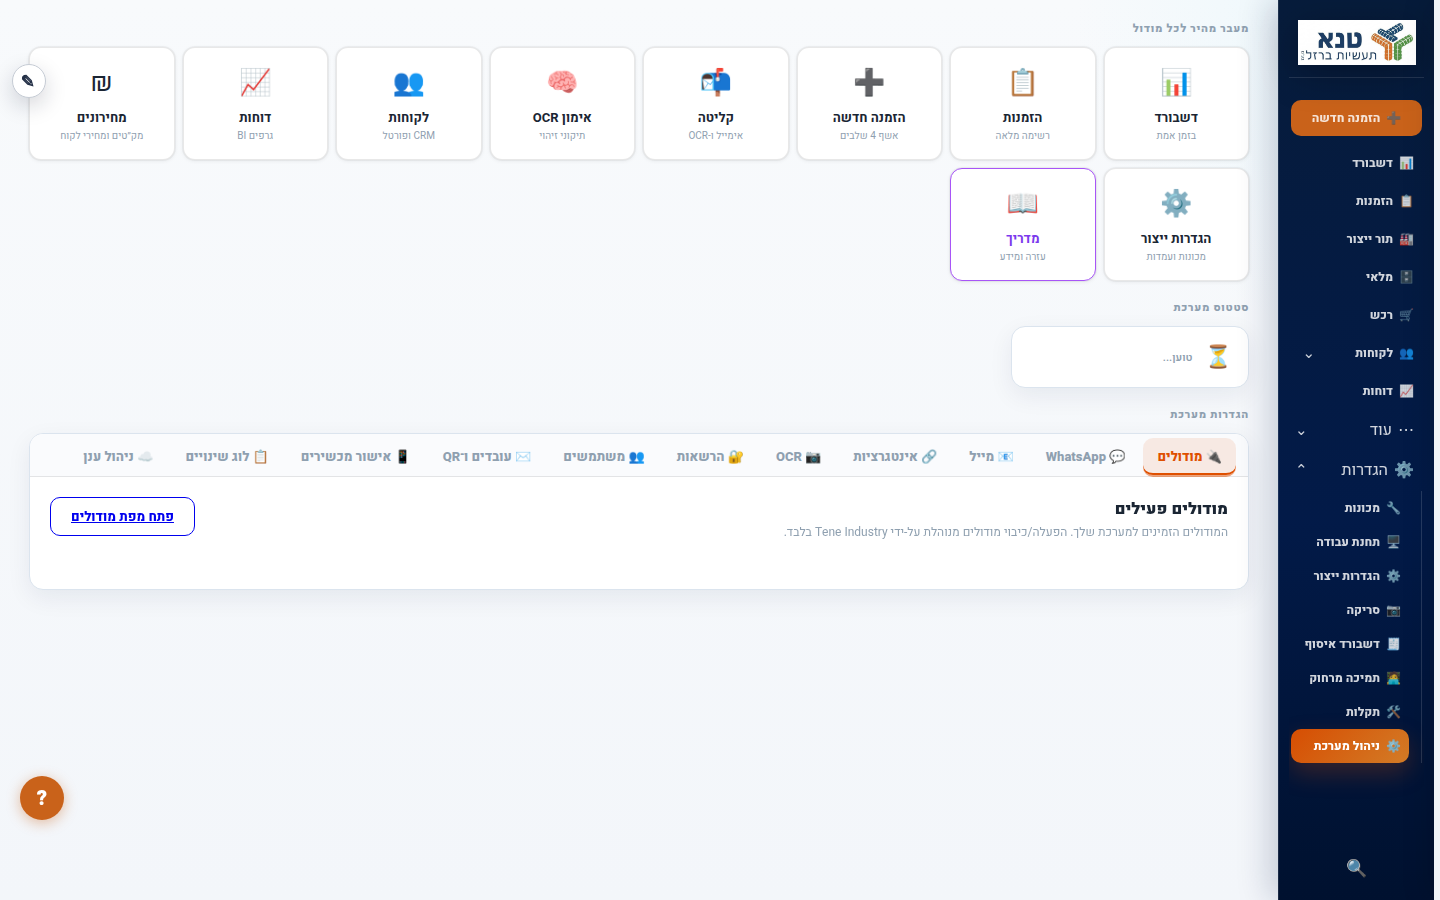 טנא
תעשיות ברזל
הזמנה חדשה
דשבורד
הזמנות
תור ייצור
מלאי
רכש
לקוחות
דוחות
עוד
הגדרות
מכונות
תחנת עבודה
הגדרות ייצור
סריקה
דשבורד איסוף
תמיכה מרחוק
תקלות
ניהול מערכת
מעבר מהיר לכל מודול
דשבורד
בזמן אמת
הזמנות
רשימה מלאה
הזמנה חדשה
אשף 4 שלבים
קליטה
אימייל ו-OCR
אימון OCR
תיקוני זיהוי
לקוחות
CRM ופורטל
דוחות
גרפים BI
₪
מחירונים
מק"טים ומחירי לקוח
הגדרות ייצור
מכונות ועמדות
מדריך
עזרה ומידע
סטטוס מערכת
טוען...
הגדרות מערכת
מודולים WhatsApp מייל אינטגרציות OCR הרשאות משתמשים עובדים ו־QR אישור מכשירים לוג שינויים ניהול ענן
מודולים פעילים
המודולים הזמינים למערכת שלך. הפעלה/כיבוי מודולים מנוהלת על-ידי Tene Industry בלבד.
פתח מפת מודולים
?